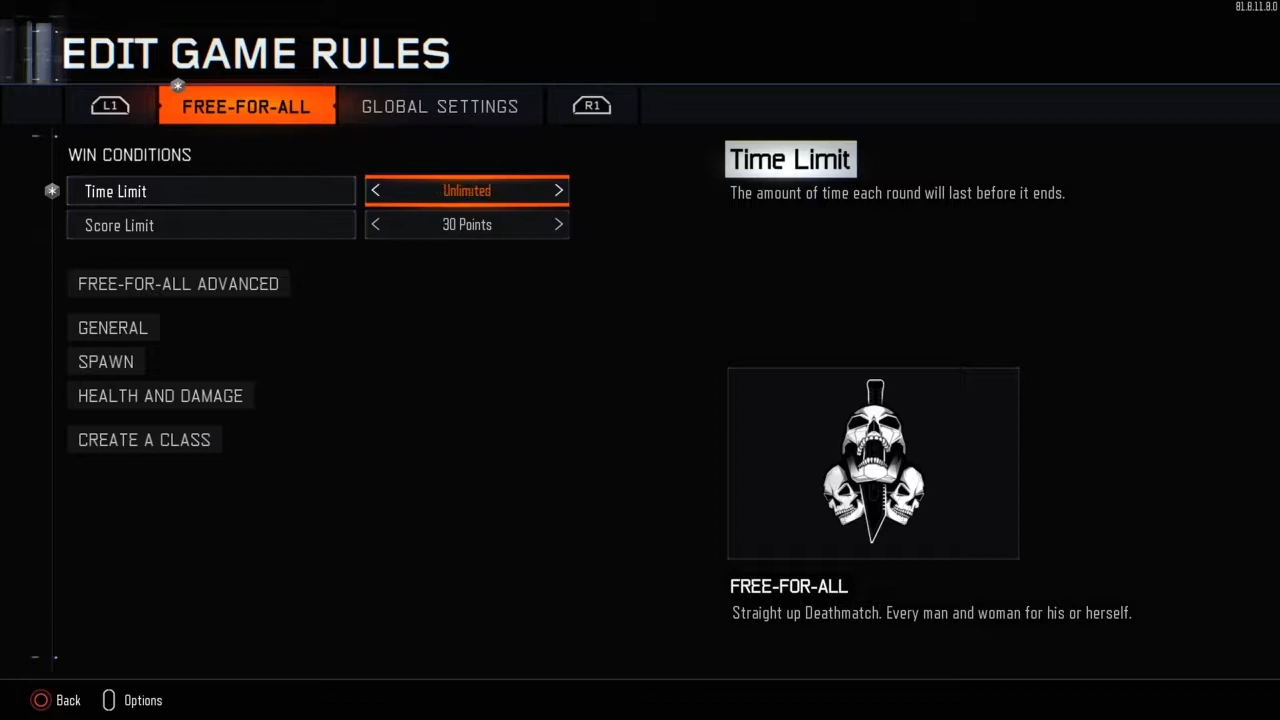 81.8.11.8.0
EDIT GAME RULES
L1
FREE-FOR-ALL
GLOBAL SETTINGS
R1
WIN CONDITIONS
Time Limit
Unlimited
Score Limit
30 Points
FREE-FOR-ALL ADVANCED
GENERAL
SPAWN
HEALTH AND DAMAGE
CREATE A CLASS
Time Limit
The amount of time each round will last before it ends.
FREE-FOR-ALL
Straight up Deathmatch. Every man and woman for his or herself.
Back
Options